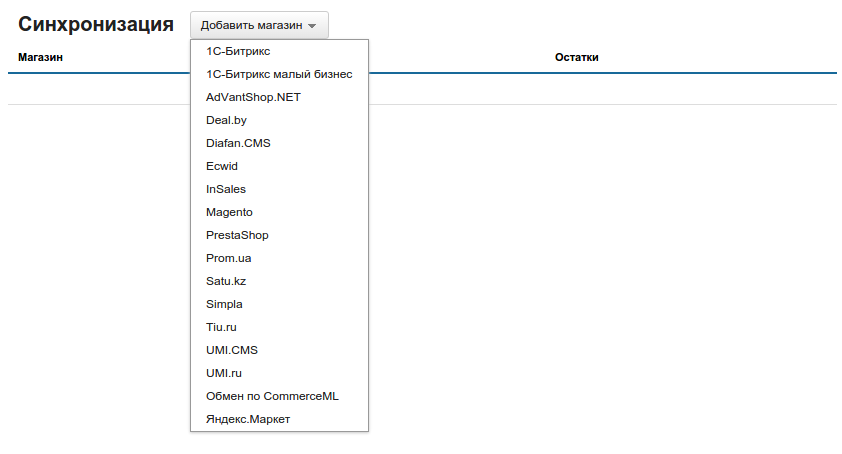 Синхронизация
Добавить магазин
Магазин
Остатки
1С-Битрикс
1С-Битрикс малый бизнес
AdVantShop.NET
Deal.by
Diafan.CMS
Ecwid
InSales
Magento
PrestaShop
Prom.ua
Satu.kz
Simpla
Tiu.ru
UMI.CMS
UMI.ru
Обмен по CommerceML
Яндекс.Маркет